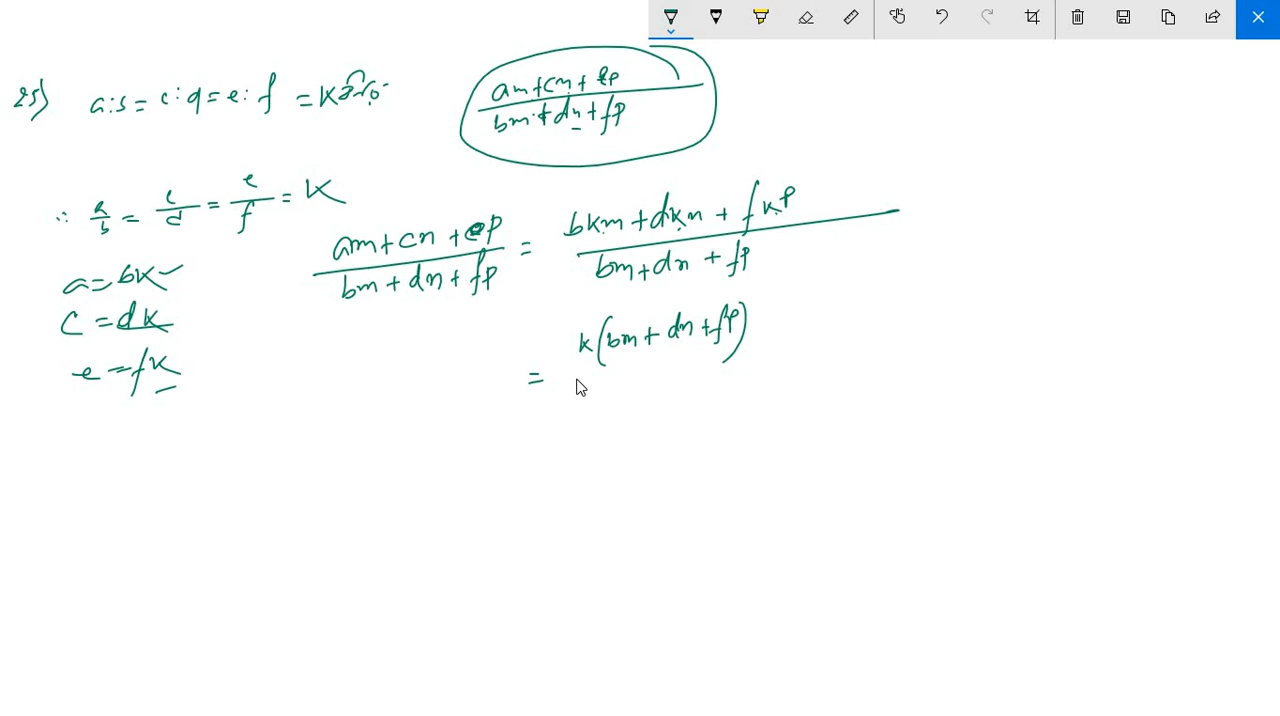 25) a:s = c:q = e:f = K
am+cn+ep
bm+dn+fp
∴ a/b = c/d = e/f = K
am+cn+ep / bm+dn+fp = bkm+dkn+fkp / bm+dn+fp
a=bk
c=dk
e=fk
= k(bm+dn+fp)